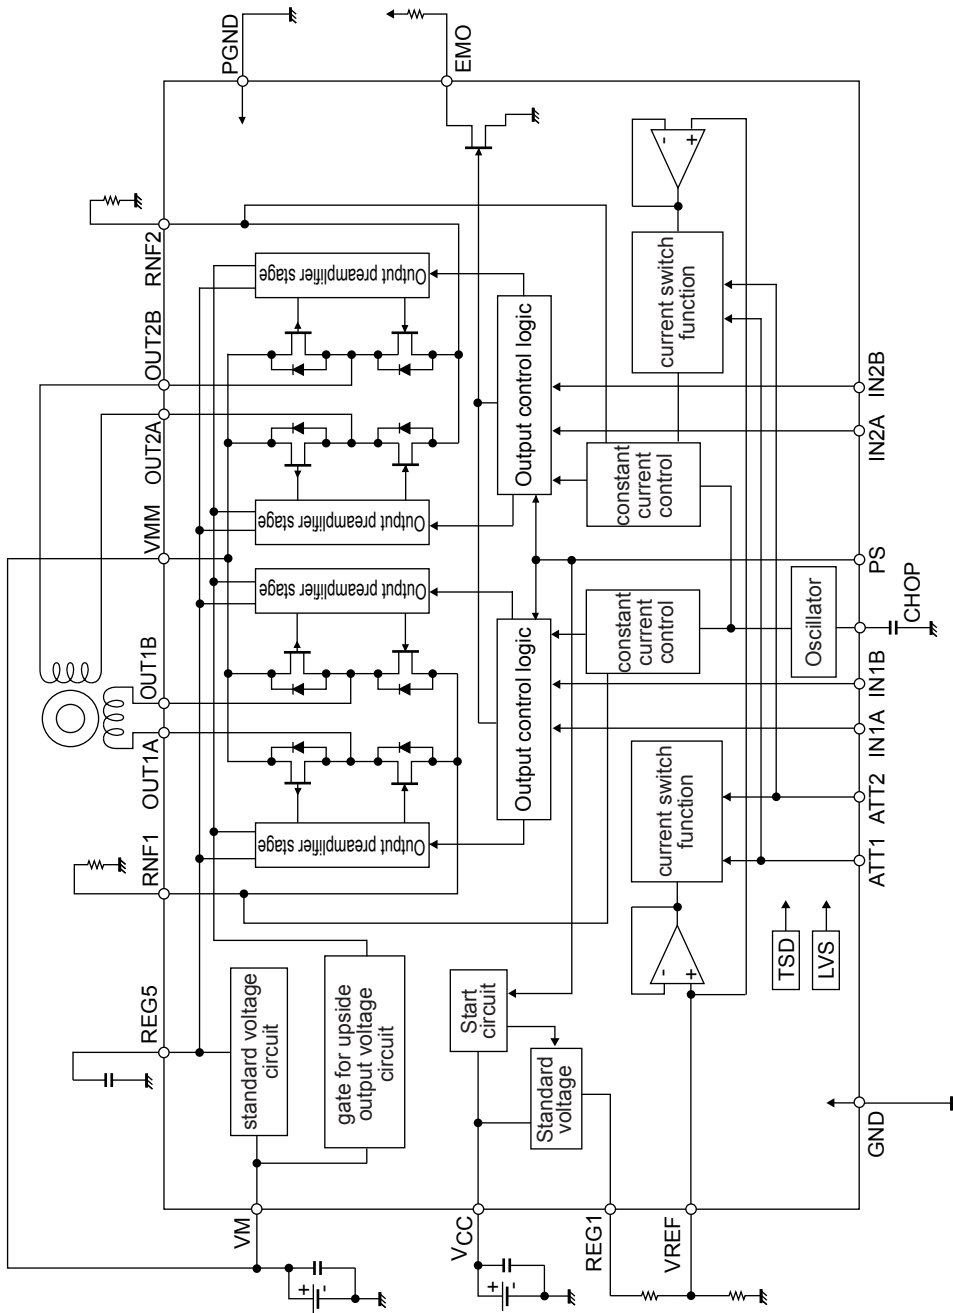 PGND
EMO
RNF2
OUT2B
OUT2A
VMM
OUT1B
OUT1A
RNF1
REG5
VM
VCC
REG1
VREF
GND
ATT1
ATT2
IN1A
IN1B
CHOP
PS
IN2A
IN2B
Output preamplifier stage
Output preamplifier stage
Output preamplifier stage
Output preamplifier stage
Output control logic
Output control logic
current switch
function
constant
current
control
constant
current
control
Oscillator
current switch
function
TSD
LVS
standard voltage
circuit
gate for upside
output voltage
circuit
Start
circuit
Standard
voltage
-
+
-
+
+
-
+
-